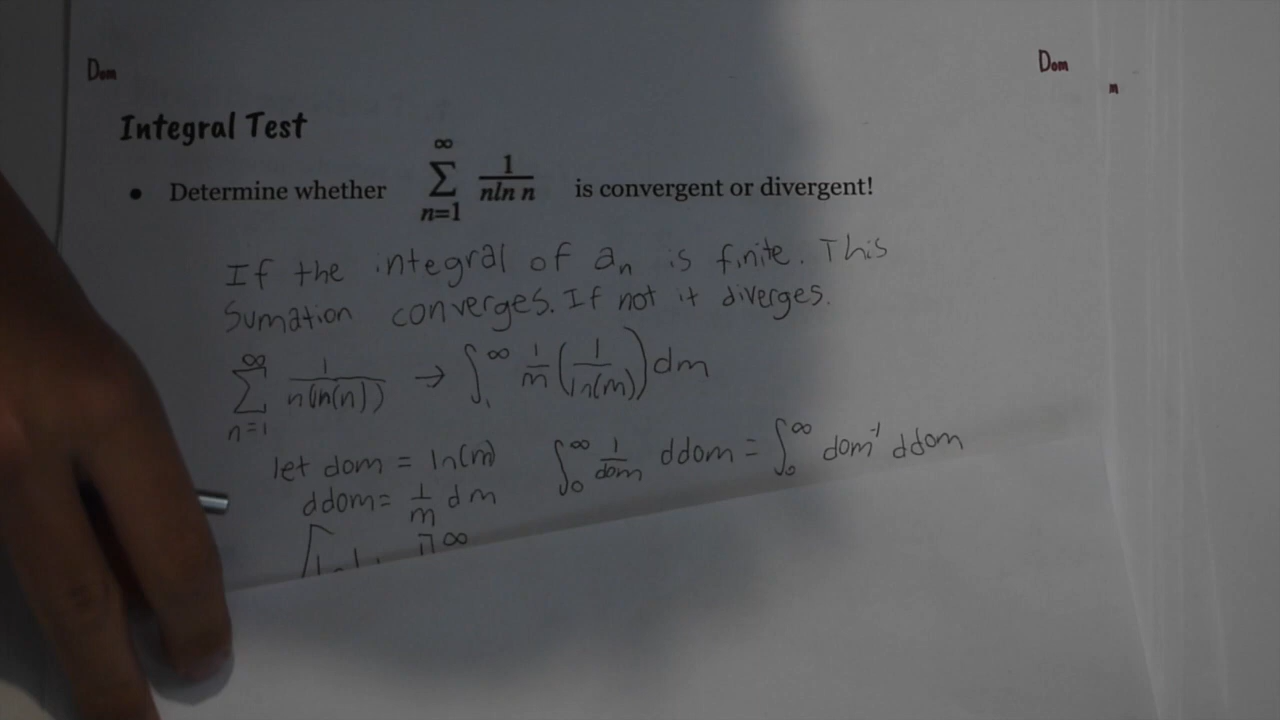 Dom
Dom
m
Integral Test
• Determine whether ∞ ∑ n=1 1/(nln n) is convergent or divergent!
If the integral of aₙ is finite. This
Sumation converges. If not it diverges.
∞ ∑ n=1 1/(n(ln(n))) → ∫₁^∞ 1/m (1/ln(m)) dm
let dom = ln(m) ∫₀^∞ 1/dom ddom = ∫₀^∞ dom⁻¹ ddom
ddom = 1/m dm
∞